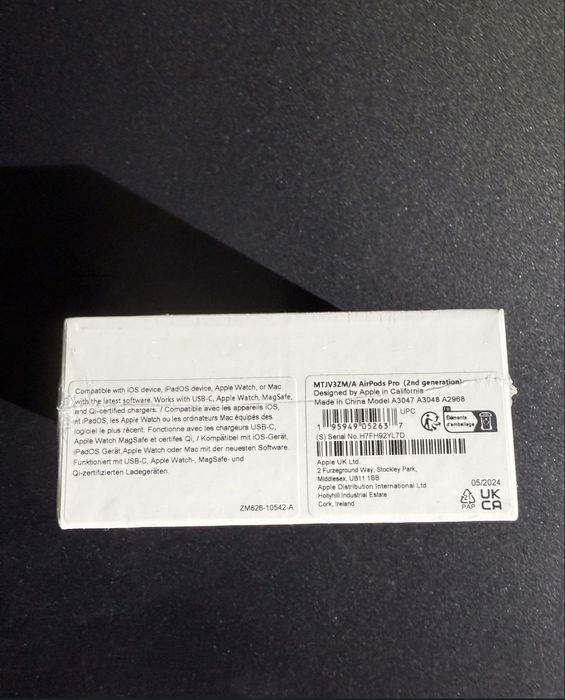 Compatible with iOS device, iPadOS device, Apple Watch, or Mac
with the latest software. Works with USB-C, Apple Watch, MagSafe,
and Qi-certified chargers. / Compatible avec les appareils iOS,
et iPadOS, les Apple Watch ou les ordinateurs Mac équipés des
logiciel le plus récent. Fonctionne avec les chargeurs USB-C,
Apple Watch MagSafe et certifes Qi, / Kompatibel mit iOS-Gerät,
iPadOS Gerät, Apple Watch oder Mac mit der neuesten Software.
Funktioniert mit USB-C, Apple Watch-, MagSafe- und
Qi-zertifizierten Ladegeräten.
ZM626-10542-A
MTJV3ZM/A AirPods Pro (2nd generation)
Designed by Apple in California
Made in China Model A3047 A3048 A2968
UPC
1 95949 05263 7
FR
Éléments
d'emballage
(S) Serial No. H7FH92YL7D
Apple UK Ltd.
2 Furzeground Way, Stockley Park,
Middlesex, UB11 1BB
Apple Distribution International Ltd.
Hollyhill Industrial Estate
Cork, Ireland
05/2024
21
PAP
UK
CA